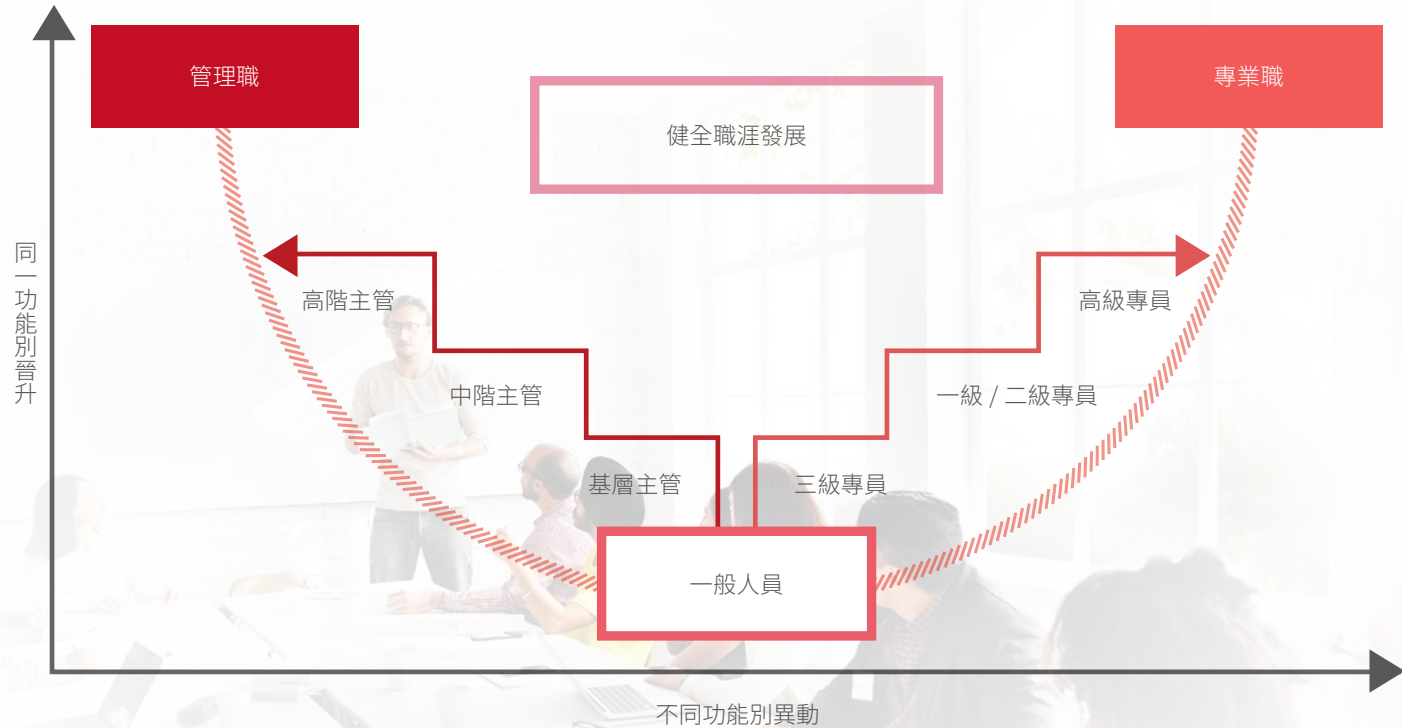 管理職
專業職
健全職涯發展
同一功能別晉升
高階主管
高級專員
中階主管
一級 / 二級專員
基層主管
三級專員
一般人員
不同功能別異動